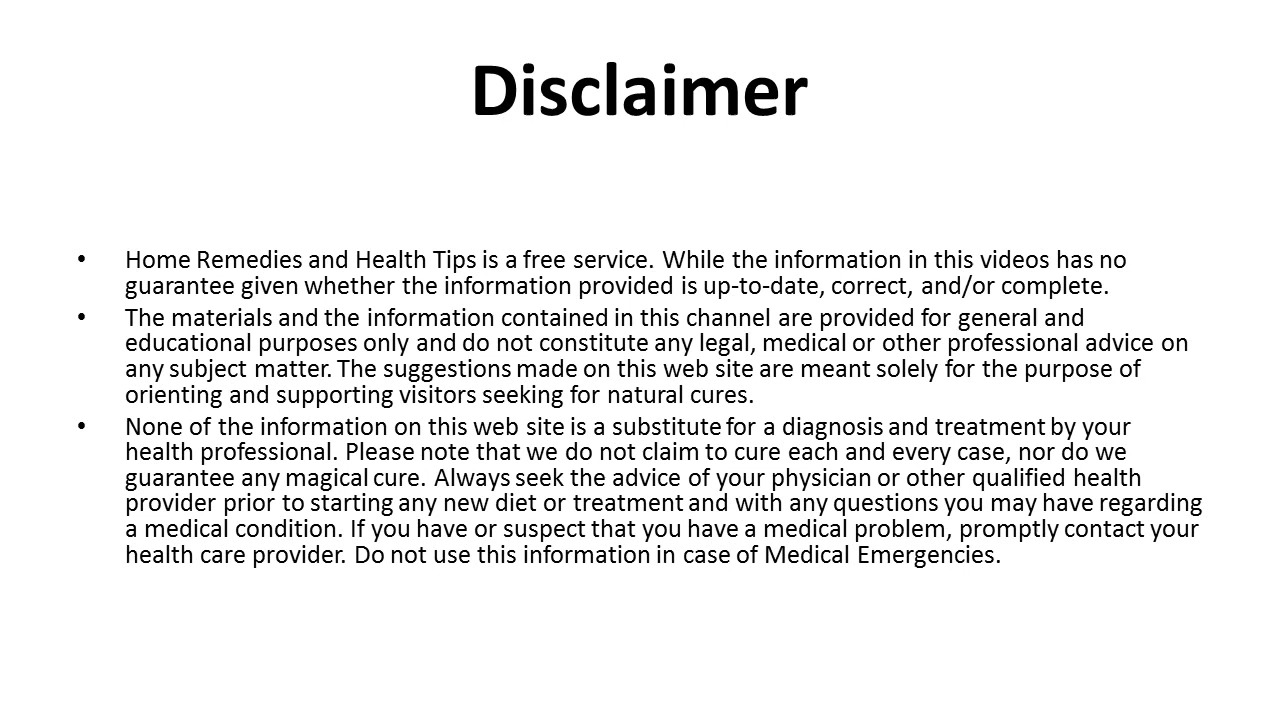 Disclaimer
• Home Remedies and Health Tips is a free service. While the information in this videos has no
guarantee given whether the information provided is up-to-date, correct, and/or complete.
• The materials and the information contained in this channel are provided for general and
educational purposes only and do not constitute any legal, medical or other professional advice on
any subject matter. The suggestions made on this web site are meant solely for the purpose of
orienting and supporting visitors seeking for natural cures.
• None of the information on this web site is a substitute for a diagnosis and treatment by your
health professional. Please note that we do not claim to cure each and every case, nor do we
guarantee any magical cure. Always seek the advice of your physician or other qualified health
provider prior to starting any new diet or treatment and with any questions you may have regarding
a medical condition. If you have or suspect that you have a medical problem, promptly contact your
health care provider. Do not use this information in case of Medical Emergencies.